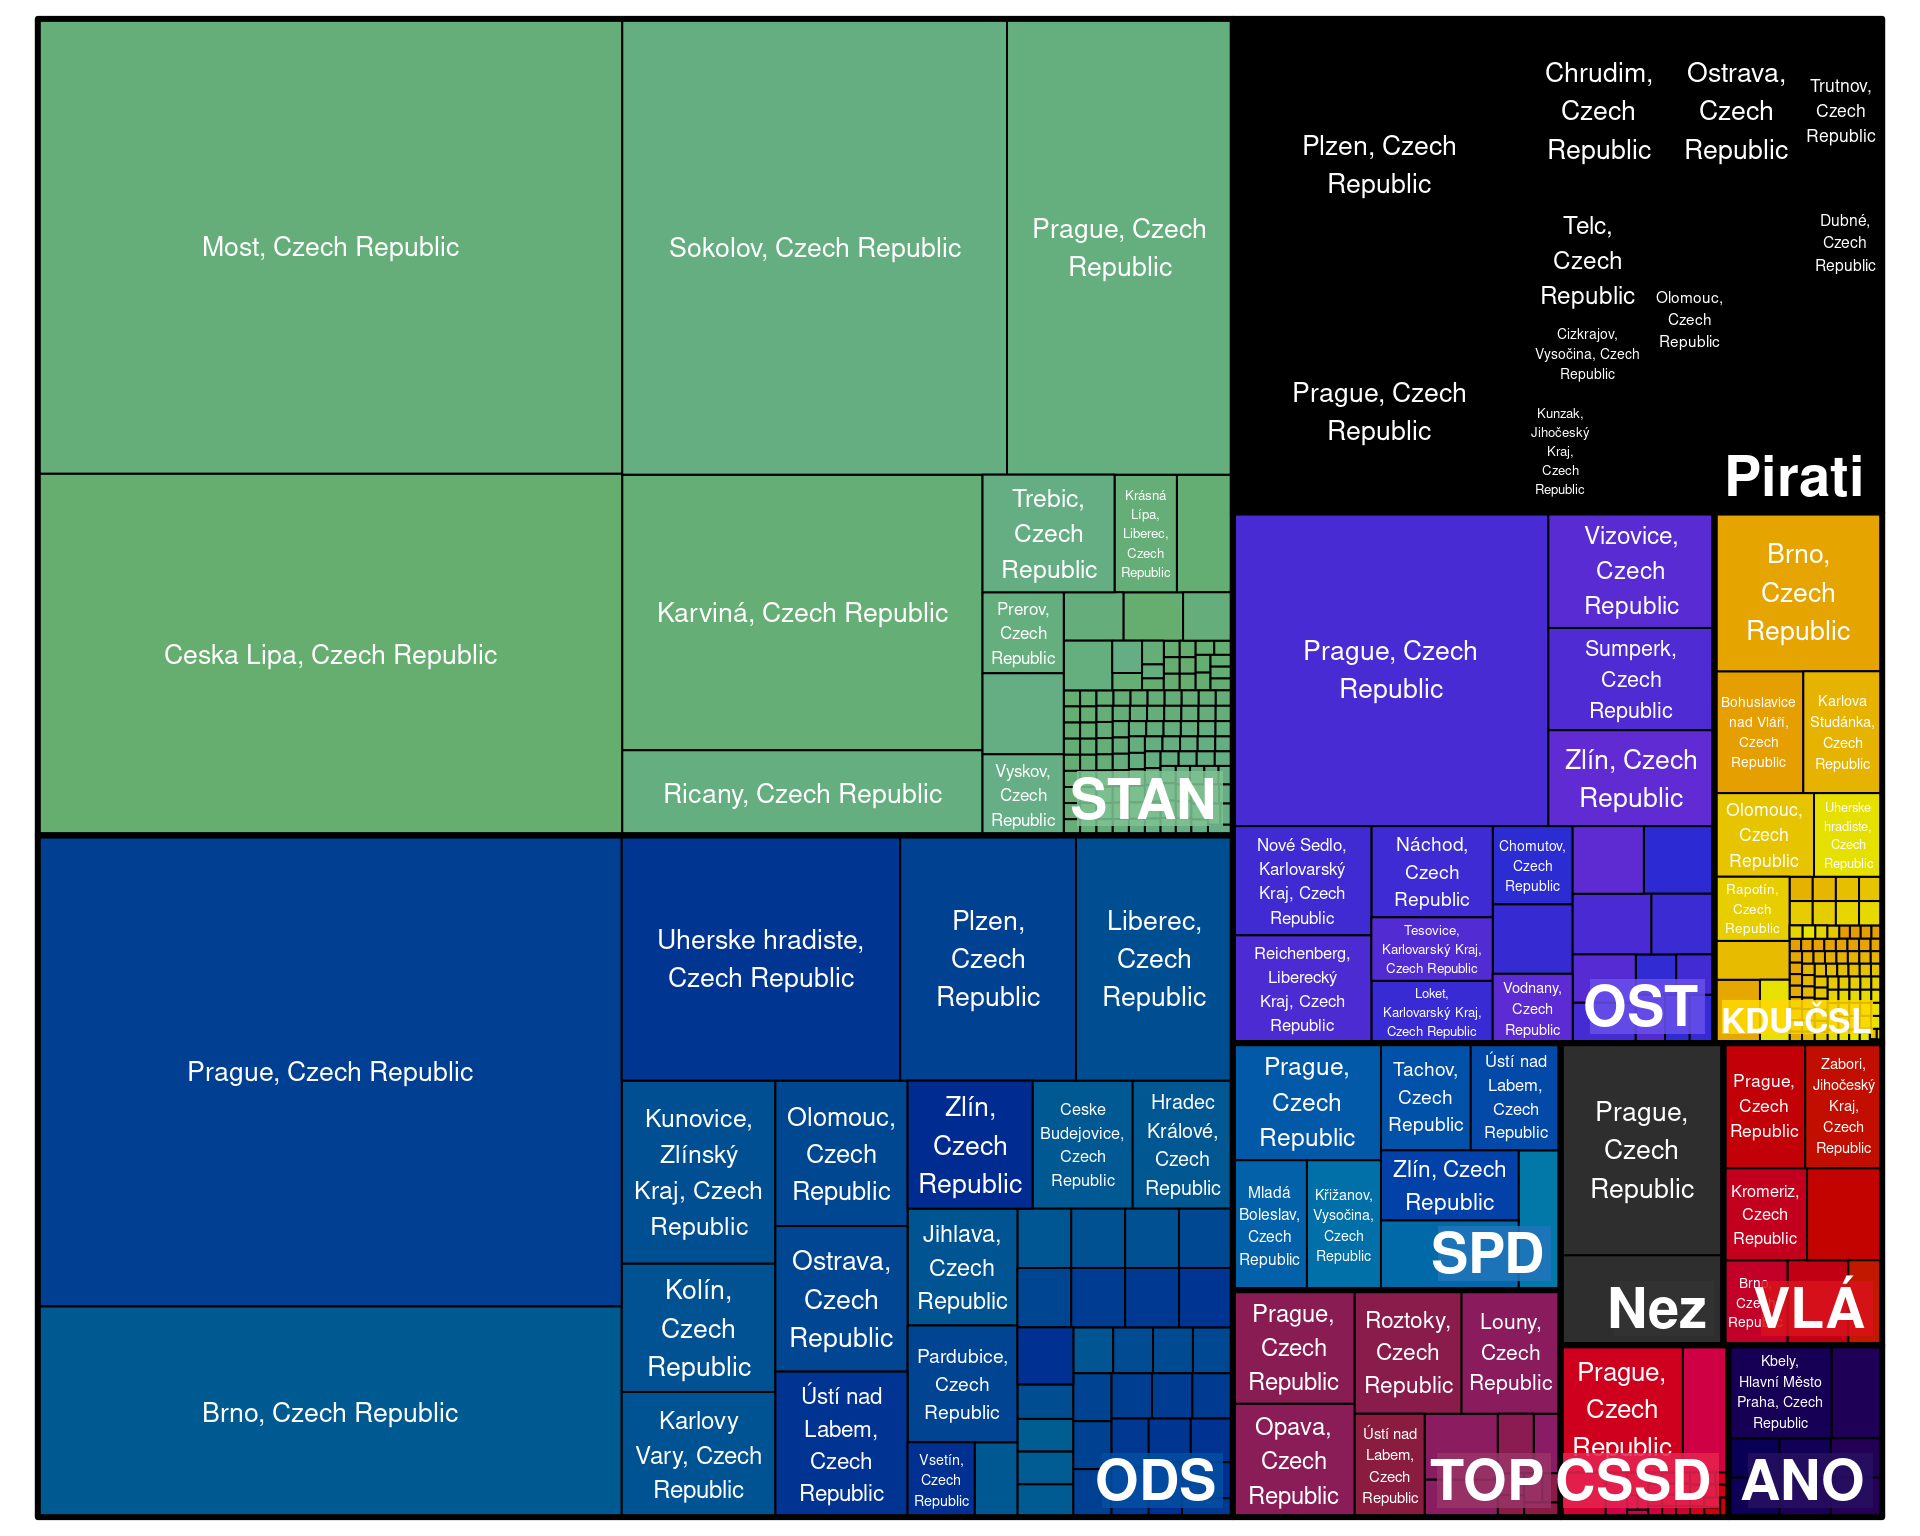 Most, Czech Republic
Sokolov, Czech Republic
Prague, Czech
Republic
Ceska Lipa, Czech Republic
Karviná, Czech Republic
Ricany, Czech Republic
Trebic,
Czech
Republic
Krásná
Lípa,
Liberec,
Czech
Republic
Prerov,
Czech
Republic
Vyskov,
Czech
Republic
STAN
Plzen, Czech
Republic
Prague, Czech
Republic
Chrudim,
Czech
Republic
Ostrava,
Czech
Republic
Trutnov,
Czech
Republic
Telc,
Czech
Republic
Olomouc,
Czech
Republic
Dubné,
Czech
Republic
Cizkrajov,
Vysočina, Czech
Republic
Kunzak,
Jihočeský
Kraj,
Czech
Republic
Pirati
Prague, Czech
Republic
Vizovice,
Czech
Republic
Sumperk,
Czech
Republic
Zlín, Czech
Republic
Nové Sedlo,
Karlovarský
Kraj, Czech
Republic
Reichenberg,
Liberecký
Kraj, Czech
Republic
Náchod,
Czech
Republic
Tesovice,
Karlovarský Kraj,
Czech Republic
Loket,
Karlovarský Kraj,
Czech Republic
Chomutov,
Czech
Republic
Vodnany,
Czech
Republic
OST
Brno,
Czech
Republic
Bohuslavice
nad Vláří,
Czech
Republic
Karlova
Studánka,
Czech
Republic
Olomouc,
Czech
Republic
Uherske
hradiste,
Czech
Republic
Rapotín,
Czech
Republic
KDU-ČSL
Prague, Czech Republic
Brno, Czech Republic
Uherske hradiste,
Czech Republic
Plzen,
Czech
Republic
Liberec,
Czech
Republic
Kunovice,
Zlínský
Kraj, Czech
Republic
Kolín,
Czech
Republic
Karlovy
Vary, Czech
Republic
Olomouc,
Czech
Republic
Ostrava,
Czech
Republic
Ústí nad
Labem,
Czech
Republic
Zlín,
Czech
Republic
Ceske
Budejovice,
Czech
Republic
Hradec
Králové,
Czech
Republic
Jihlava,
Czech
Republic
Pardubice,
Czech
Republic
Vsetín,
Czech
Republic
ODS
Prague,
Czech
Republic
Tachov,
Czech
Republic
Ústí nad
Labem,
Czech
Republic
Mladá
Boleslav,
Czech
Republic
Křižanov,
Vysočina,
Czech
Republic
Zlín, Czech
Republic
SPD
Prague,
Czech
Republic
Nez
Prague,
Czech
Republic
Zabori,
Jihočeský
Kraj,
Czech
Republic
Kromeriz,
Czech
Republic
VLÁ
Prague,
Czech
Republic
Roztoky,
Czech
Republic
Louny,
Czech
Republic
Opava,
Czech
Republic
Ústí nad
Labem,
Czech
Republic
TOP
Prague,
Czech
Republic
CSSD
Kbely,
Hlavní Město
Praha, Czech
Republic
ANO